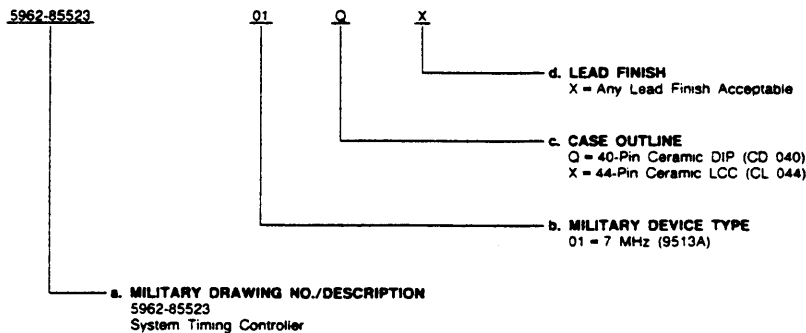 5962-85523 01 Q X
d. LEAD FINISH
X = Any Lead Finish Acceptable
c. CASE OUTLINE
Q = 40-Pin Ceramic DIP (CD 040)
X = 44-Pin Ceramic LCC (CL 044)
b. MILITARY DEVICE TYPE
01 = 7 MHz (9513A)
a. MILITARY DRAWING NO./DESCRIPTION
5962-85523
System Timing Controller